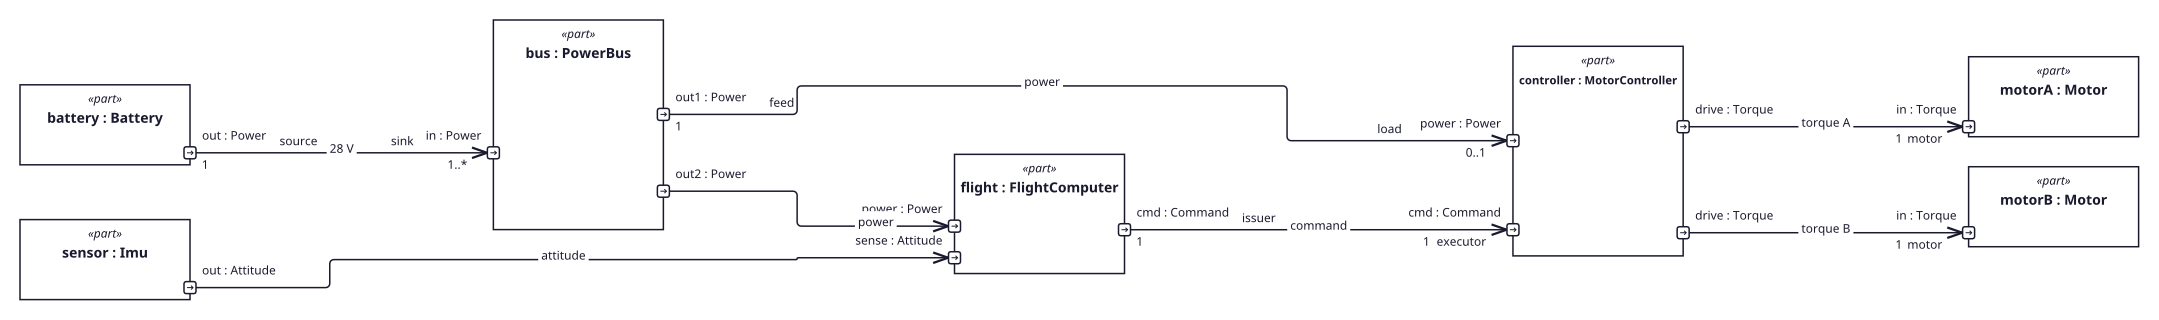 «part»
battery : Battery
out : Power
1
source
28 V
sink
in : Power
1..*
«part»
bus : PowerBus
out1 : Power
1
feed
power
load
power : Power
0..1
out2 : Power
power : Power
power
«part»
sensor : Imu
out : Attitude
attitude
sense : Attitude
«part»
flight : FlightComputer
cmd : Command
1
issuer
command
cmd : Command
1 executor
«part»
controller : MotorController
drive : Torque
torque A
in : Torque
1 motor
«part»
motorA : Motor
drive : Torque
torque B
in : Torque
1 motor
«part»
motorB : Motor